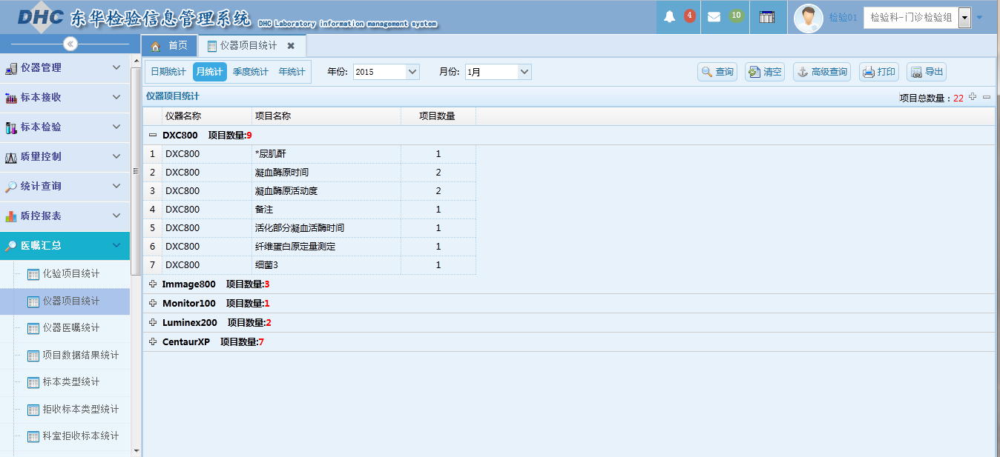 DHC 东华检验信息管理系统 DHC Laboratory information management system
4 10 检验01 检验科-门诊检验组
首页 仪器项目统计
日期统计 月统计 季度统计 年统计 年份: 2015 月份: 1月 查询 清空 高级查询 打印 导出
仪器项目统计 项目总数量：22
仪器名称 项目名称 项目数量
DXC800 项目数量:9
1 DXC800 *尿肌酐 1
2 DXC800 凝血酶原时间 2
3 DXC800 凝血酶原活动度 2
4 DXC800 备注 1
5 DXC800 活化部分凝血活酶时间 1
6 DXC800 纤维蛋白原定量测定 1
7 DXC800 细菌3 1
Immage800 项目数量:3
Monitor100 项目数量:1
Luminex200 项目数量:2
CentaurXP 项目数量:7
仪器管理
标本接收
标本检验
质量控制
统计查询
质控报表
医嘱汇总
化验项目统计
仪器项目统计
仪器医嘱统计
项目数据结果统计
标本类型统计
拒收标本类型统计
科室拒收标本统计